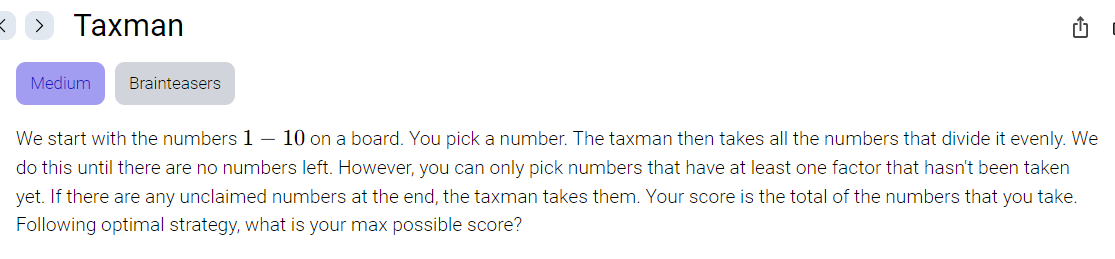 Taxman
Medium
Brainteasers
We start with the numbers 1 − 10 on a board. You pick a number. The taxman then takes all the numbers that divide it evenly. We
do this until there are no numbers left. However, you can only pick numbers that have at least one factor that hasn't been taken
yet. If there are any unclaimed numbers at the end, the taxman takes them. Your score is the total of the numbers that you take.
Following optimal strategy, what is your max possible score?